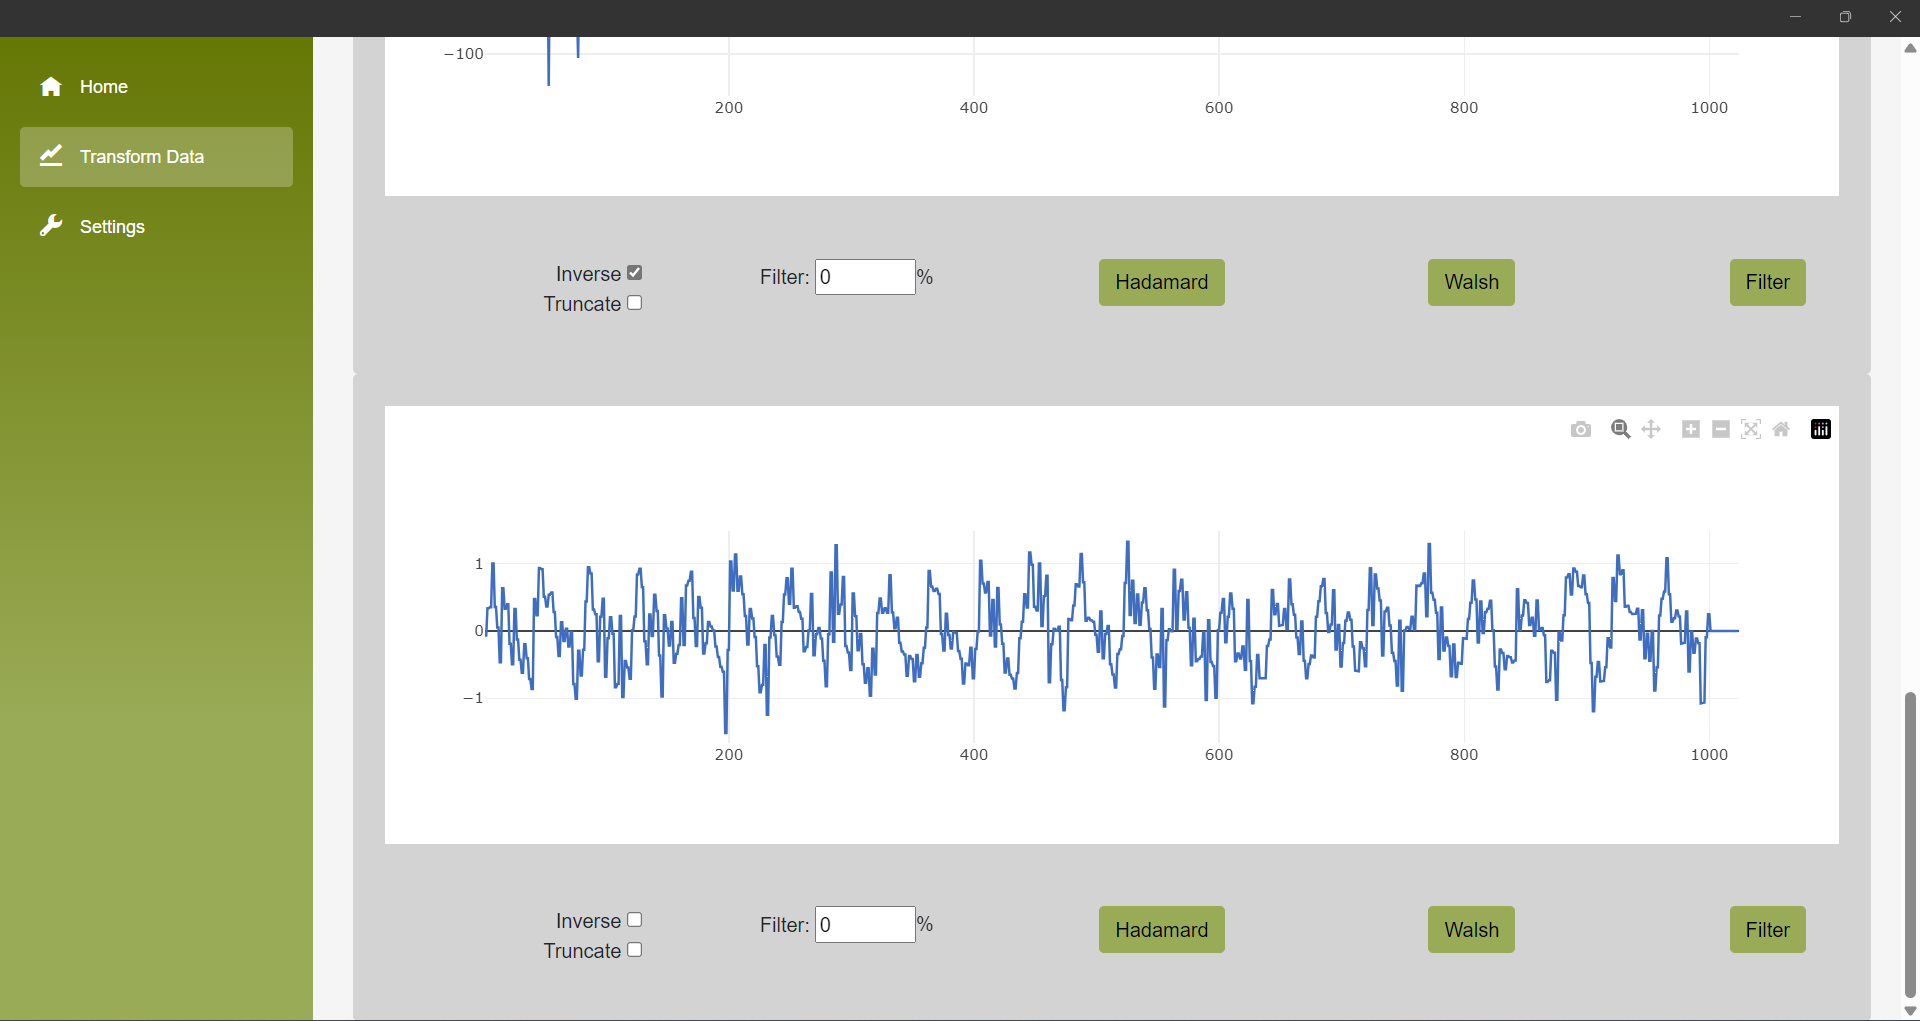 Home
Transform Data
Settings
−100
200 400 600 800 1000
Inverse
Truncate
Filter: 0 %
Hadamard
Walsh
Filter
1
0
−1
200 400 600 800 1000
Inverse
Truncate
Filter: 0 %
Hadamard
Walsh
Filter